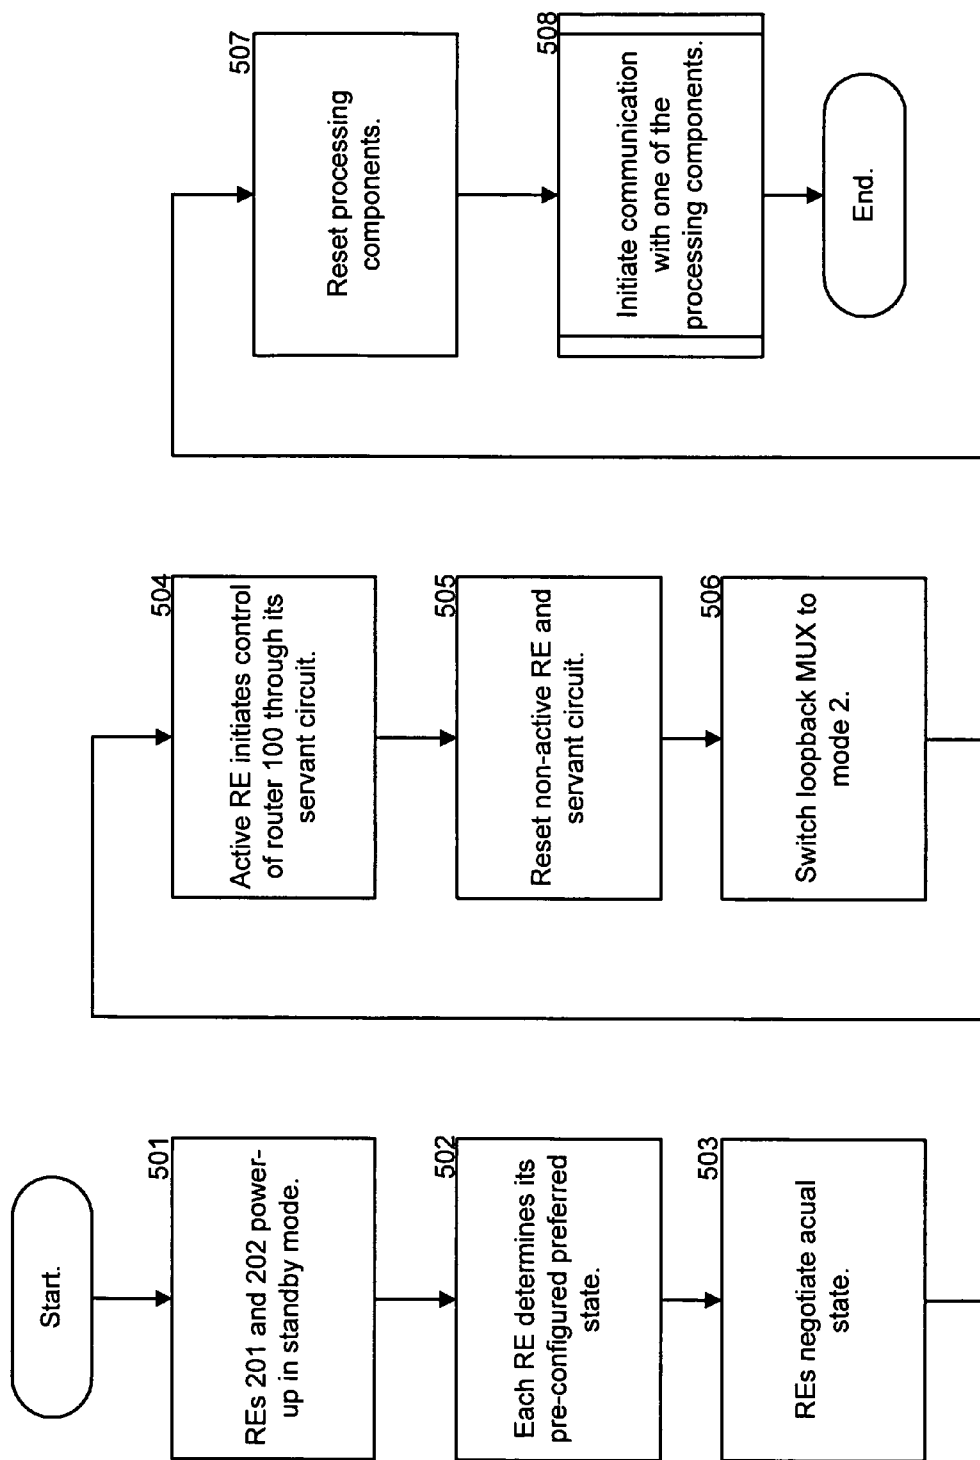 Start.
501
REs 201 and 202 power-
up in standby mode.
502
Each RE determines its
pre-configured preferred
state.
503
REs negotiate acual
state.
504
Active RE initiates control
of router 100 through its
servant circuit.
505
Reset non-active RE and
servant circuit.
506
Switch loopback MUX to
mode 2.
507
Reset processing
components.
508
Initiate communication
with one of the
processing components.
End.